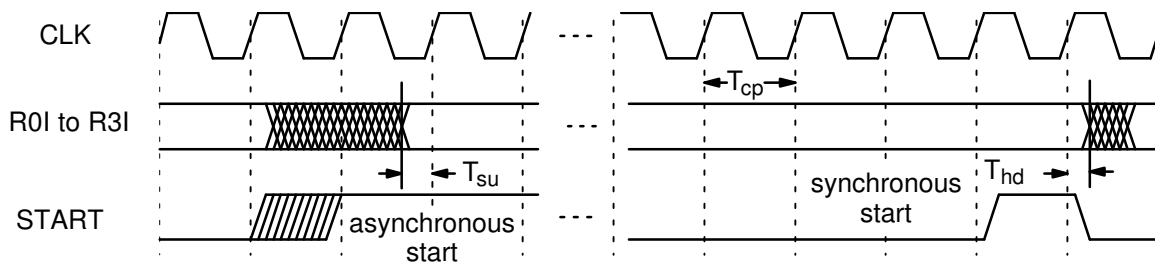 CLK
T_cp
R0I to R3I
T_su
T_hd
synchronous
start
START
asynchronous
start